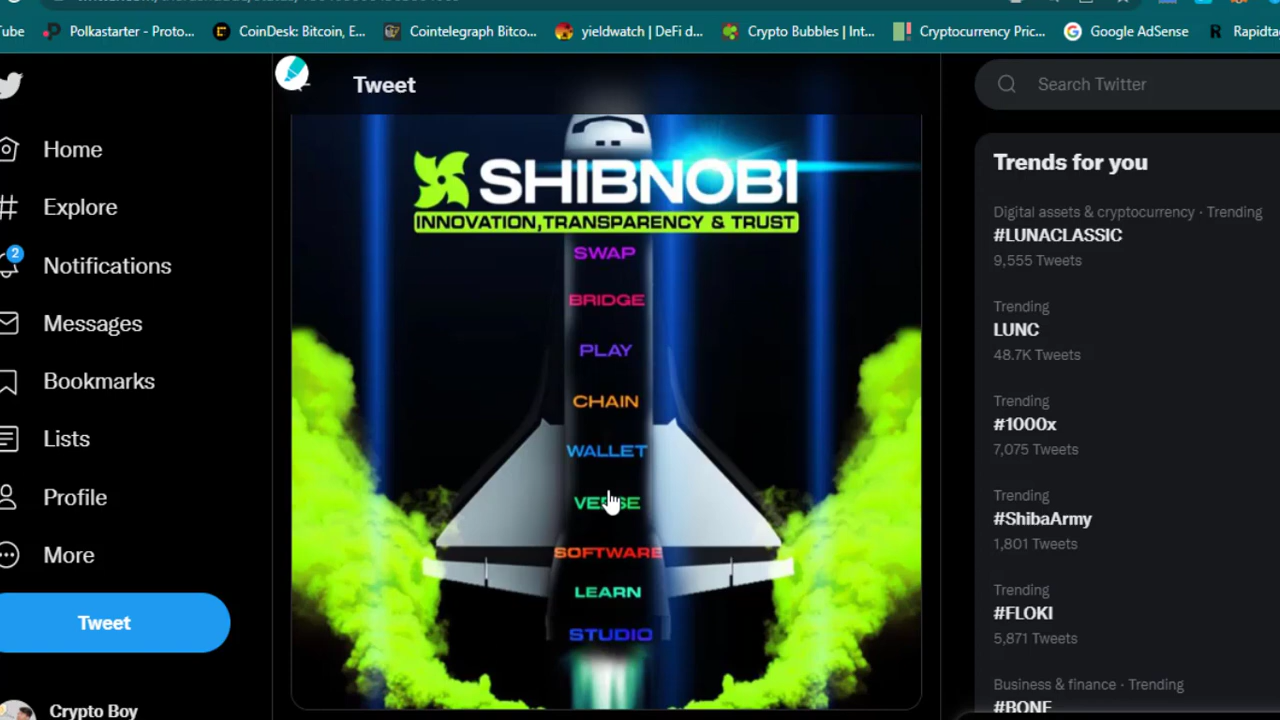 Tube
Polkastarter - Proto...
CoinDesk: Bitcoin, E...
Cointelegraph Bitco...
yieldwatch | DeFi d...
Crypto Bubbles | Int...
Cryptocurrency Pric...
Google AdSense
Rapidta
Home
Explore
2
Notifications
Messages
Bookmarks
Lists
Profile
More
Tweet
Crypto Boy
Tweet
SHIBNOBI
INNOVATION,TRANSPARENCY & TRUST
SWAP
BRIDGE
PLAY
CHAIN
WALLET
VERSE
SOFTWARE
LEARN
STUDIO
Search Twitter
Trends for you
Digital assets & cryptocurrency · Trending
#LUNACLASSIC
9,555 Tweets
Trending
LUNC
48.7K Tweets
Trending
#1000x
7,075 Tweets
Trending
#ShibaArmy
1,801 Tweets
Trending
#FLOKI
5,871 Tweets
Business & finance · Trending
#BONE